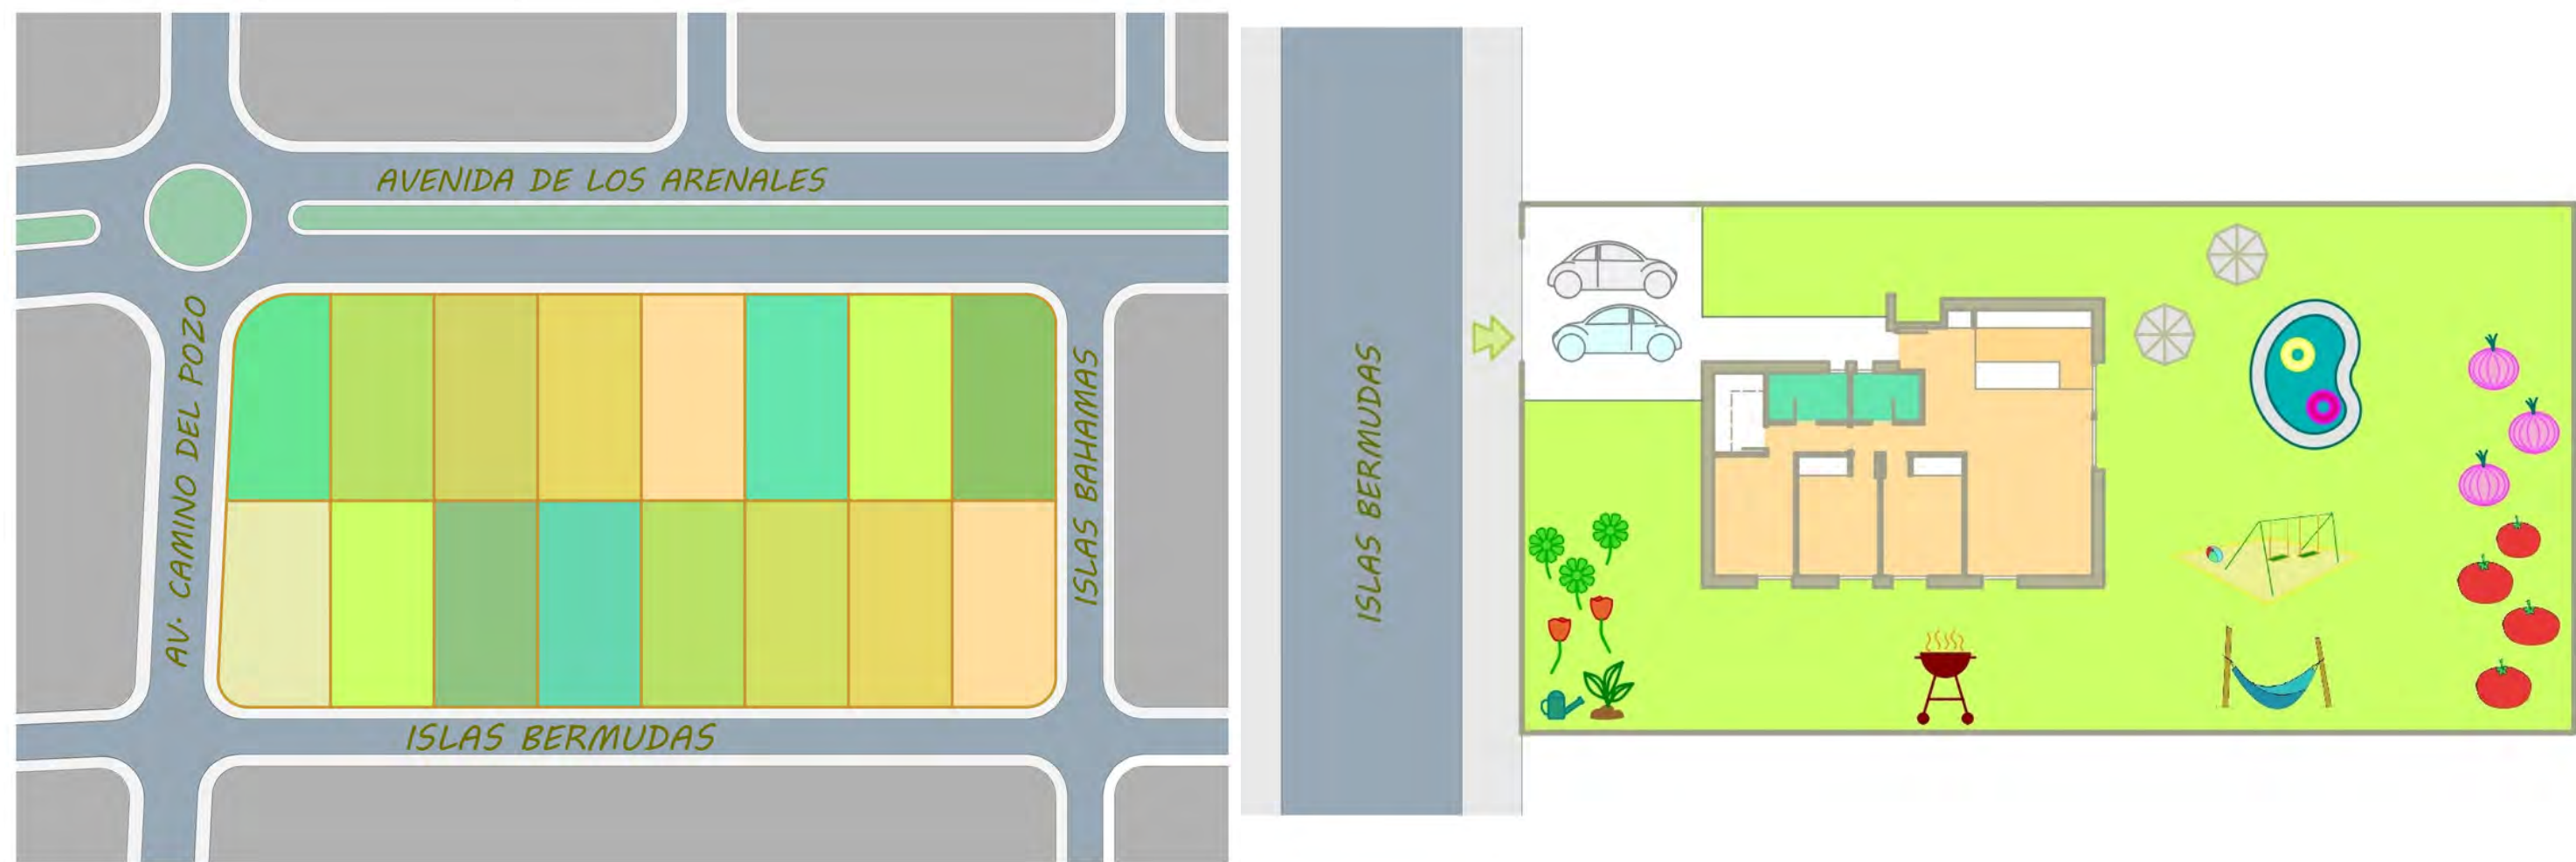 AVENIDA DE LOS ARENALES
AV. CAMINO DEL POZO
ISLAS BAHAMAS
ISLAS BERMUDAS
ISLAS BERMUDAS